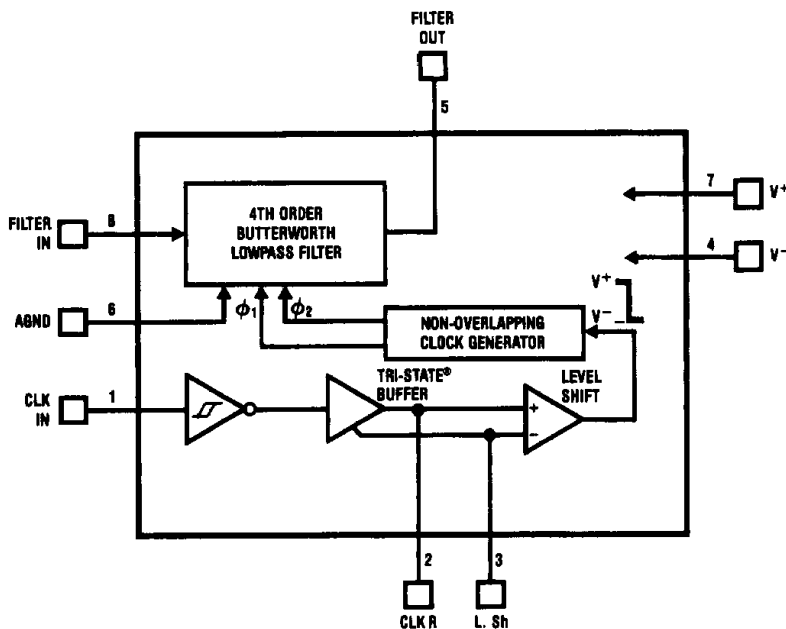 FILTER
OUT
5
7
V+
4TH ORDER
BUTTERWORTH
LOWPASS FILTER
FILTER
IN
8
4
V−
V+
AGND
6
ϕ1
ϕ2
NON-OVERLAPPING
CLOCK GENERATOR
V−
TRI-STATE®
BUFFER
LEVEL
SHIFT
CLK
IN
1
+
−
2
3
CLK R
L. Sh